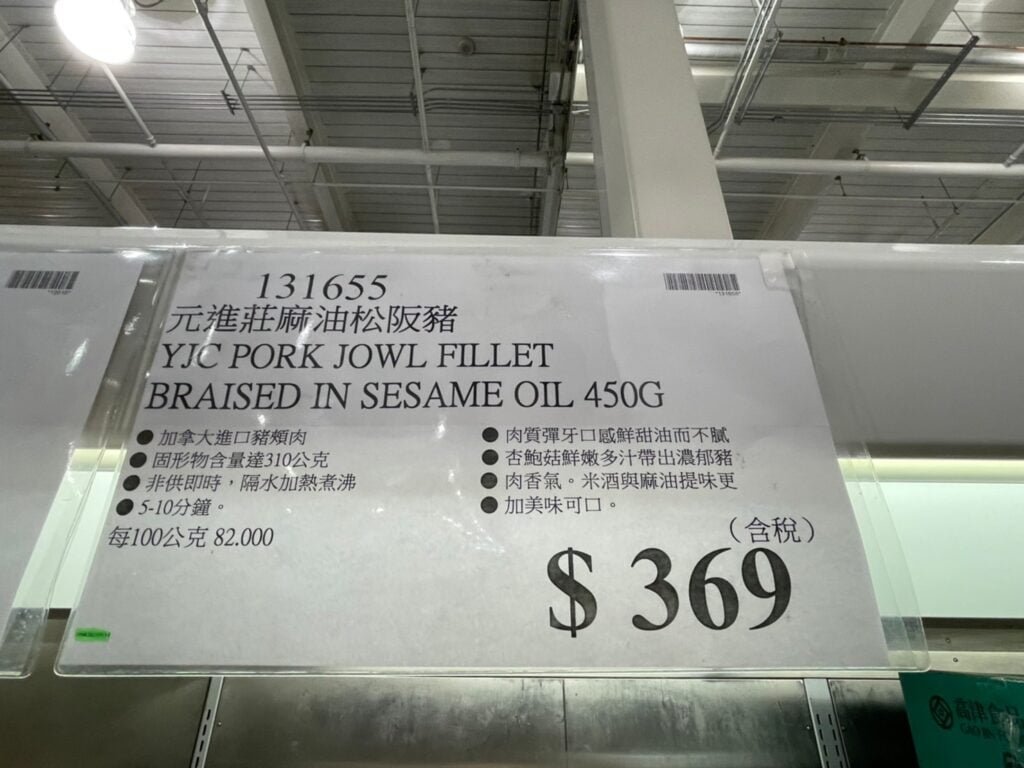 131655
元進莊麻油松阪豬
YJC PORK JOWL FILLET
BRAISED IN SESAME OIL 450G
● 加拿大進口豬頰肉
● 固形物含量達310公克
● 非供即時，隔水加熱煮沸
● 5-10分鐘。
每100公克 82.000
● 肉質彈牙口感鮮甜油而不膩
● 杏鮑菇鮮嫩多汁帶出濃郁豬
● 肉香氣。米酒與麻油提味更
● 加美味可口。
（含稅）
$ 369
*131655*
高津食品